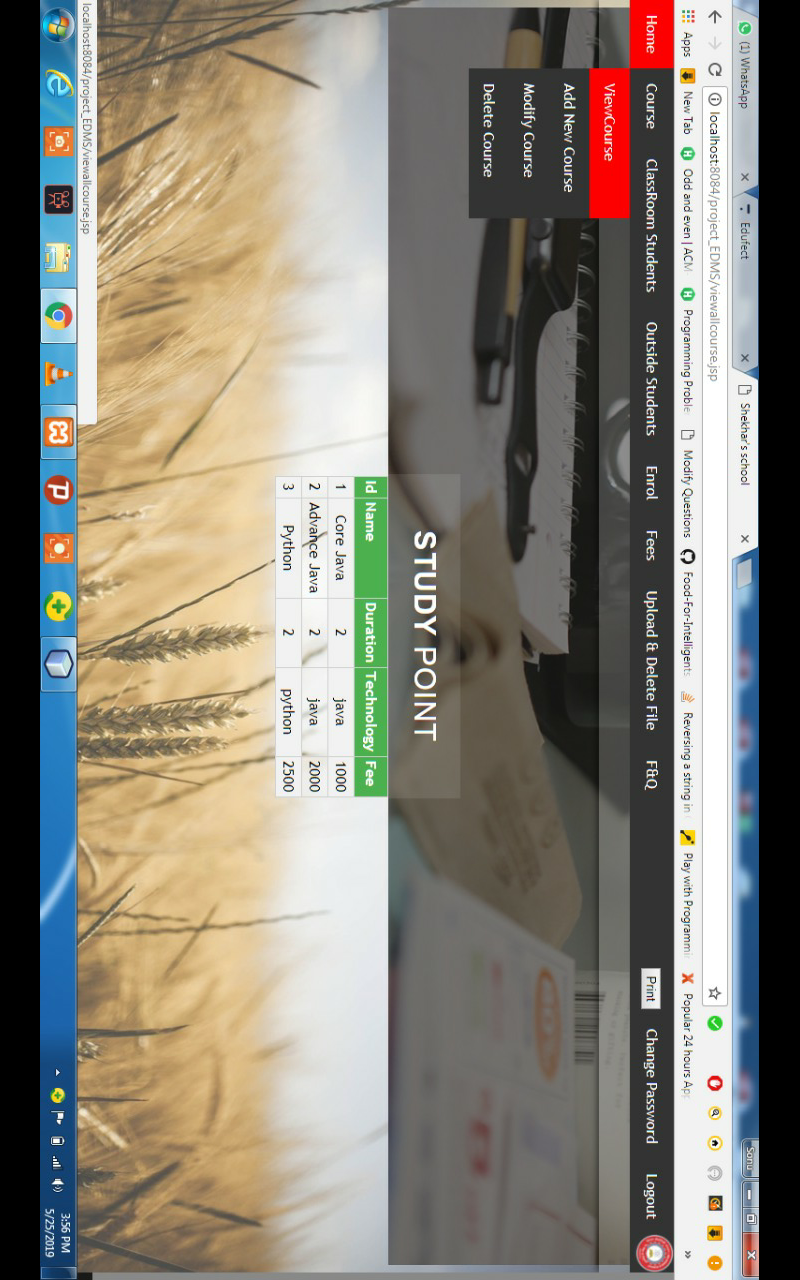 (1) WhatsApp
Edufect
Shekhar's school
Sonu
localhost:8084/project_EDMS/viewallcourse.jsp
Apps New Tab Odd and even | ACM Programming Proble Modify Questions Food-For-Intelligent Reversing a string in Play with Programmi Popular 24 hours Ap »
Home Course ClassRoom Students Outside Students Enrol Fees Upload & Delete File F&Q Print Change Password Logout
ViewCourse
Add New Course
Modify Course
Delete Course
STUDY POINT
Id Name Duration Technology Fee
1 Core Java 2 java 1000
2 Advance Java 2 java 2000
3 Python 2 python 2500
localhost:8084/project_EDMS/viewallcourse.jsp
3:56 PM
5/25/2019